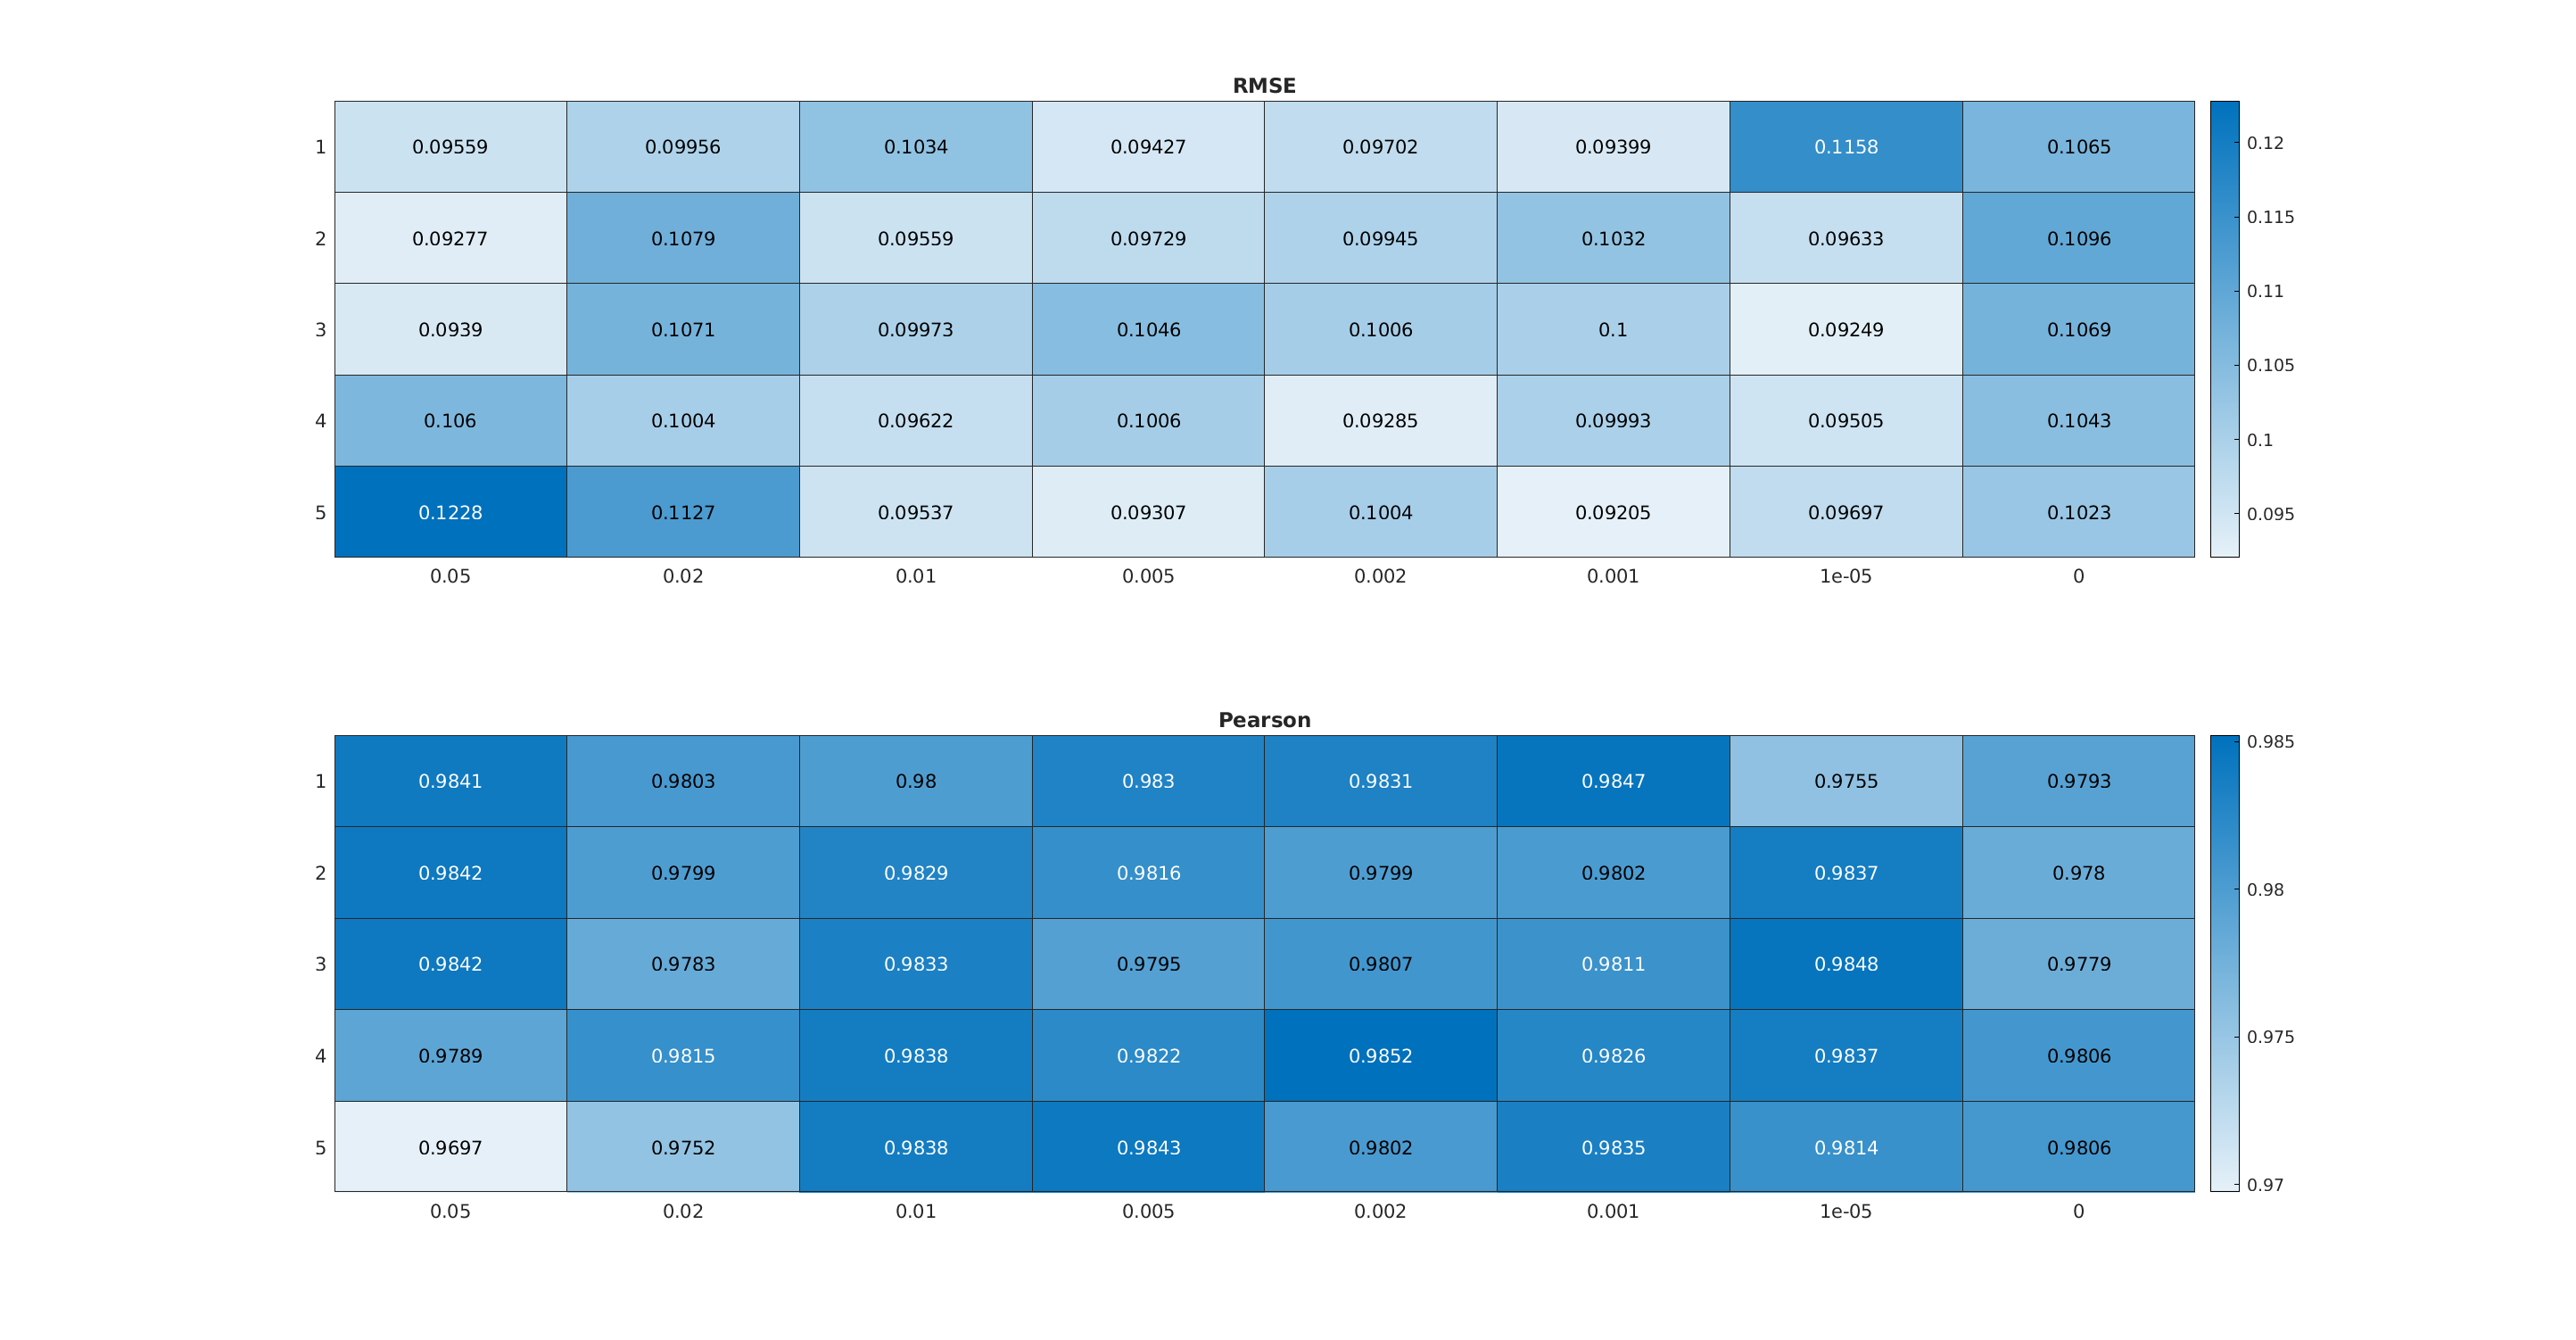 RMSE
1 0.09559 0.09956 0.1034 0.09427 0.09702 0.09399 0.1158 0.1065
2 0.09277 0.1079 0.09559 0.09729 0.09945 0.1032 0.09633 0.1096
3 0.0939 0.1071 0.09973 0.1046 0.1006 0.1 0.09249 0.1069
4 0.106 0.1004 0.09622 0.1006 0.09285 0.09993 0.09505 0.1043
5 0.1228 0.1127 0.09537 0.09307 0.1004 0.09205 0.09697 0.1023
0.05 0.02 0.01 0.005 0.002 0.001 1e-05 0
0.12
0.115
0.11
0.105
0.1
0.095
Pearson
1 0.9841 0.9803 0.98 0.983 0.9831 0.9847 0.9755 0.9793
2 0.9842 0.9799 0.9829 0.9816 0.9799 0.9802 0.9837 0.978
3 0.9842 0.9783 0.9833 0.9795 0.9807 0.9811 0.9848 0.9779
4 0.9789 0.9815 0.9838 0.9822 0.9852 0.9826 0.9837 0.9806
5 0.9697 0.9752 0.9838 0.9843 0.9802 0.9835 0.9814 0.9806
0.05 0.02 0.01 0.005 0.002 0.001 1e-05 0
0.985
0.98
0.975
0.97